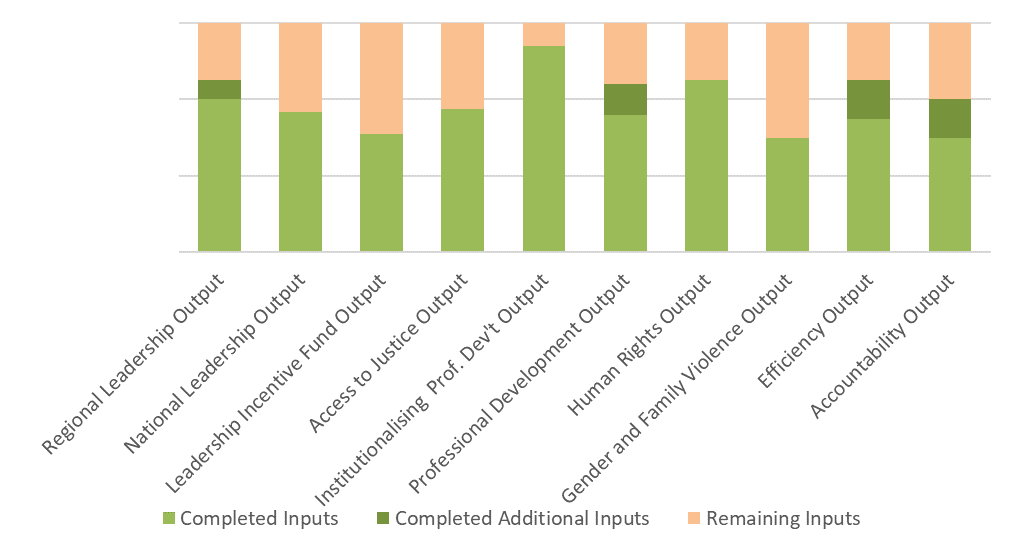 Regional Leadership Output
National Leadership Output
Leadership Incentive Fund Output
Access to Justice Output
Institutionalising  Prof. Dev't Output
Professional Development Output
Human Rights Output
Gender and Family Violence Output
Efficiency Output
Accountability Output
Completed Inputs
Completed Additional Inputs
Remaining Inputs